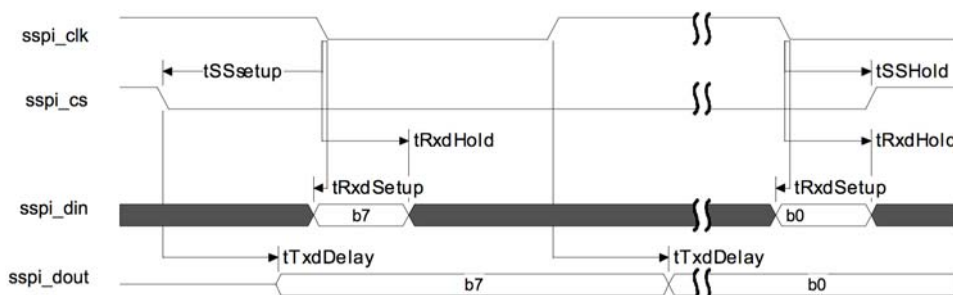 sspi_clk
tSSsetup
tSSHold
sspi_cs
tRxdHold
tRxdHold
tRxdSetup
tRxdSetup
sspi_din
b7
b0
tTxdDelay
tTxdDelay
sspi_dout
b7
b0